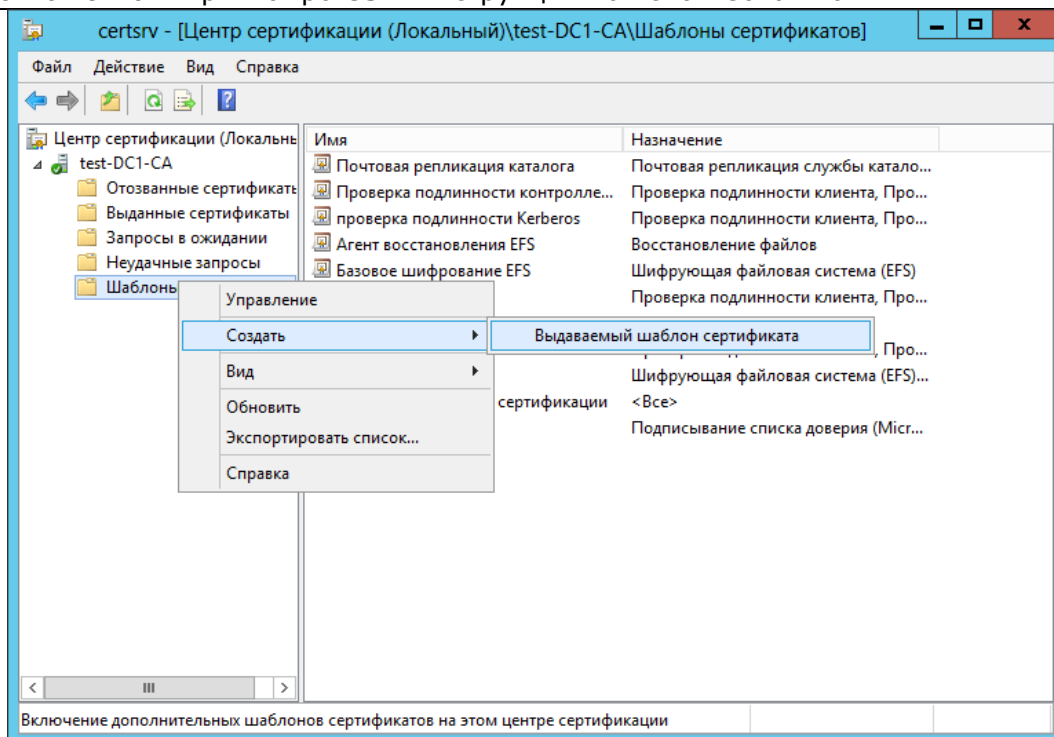 certsrv - [Центр сертификации (Локальный)\test-DC1-CA\Шаблоны сертификатов]
Файл Действие Вид Справка
Центр сертификации (Локальнь
test-DC1-CA
Отозванные сертификать
Выданные сертификаты
Запросы в ожидании
Неудачные запросы
Шаблоны
Имя Назначение
Почтовая репликация каталога Почтовая репликация службы катало...
Проверка подлинности контролле... Проверка подлинности клиента, Про...
проверка подлинности Kerberos Проверка подлинности клиента, Про...
Агент восстановления EFS Восстановление файлов
Базовое шифрование EFS Шифрующая файловая система (EFS)
Проверка подлинности клиента, Про...
, Про...
Шифрующая файловая система (EFS)...
сертификации <Все>
Подписывание списка доверия (Micr...
Управление
Создать
Выдаваемый шаблон сертификата
Вид
Обновить
Экспортировать список...
Справка
Включение дополнительных шаблонов сертификатов на этом центре сертификации